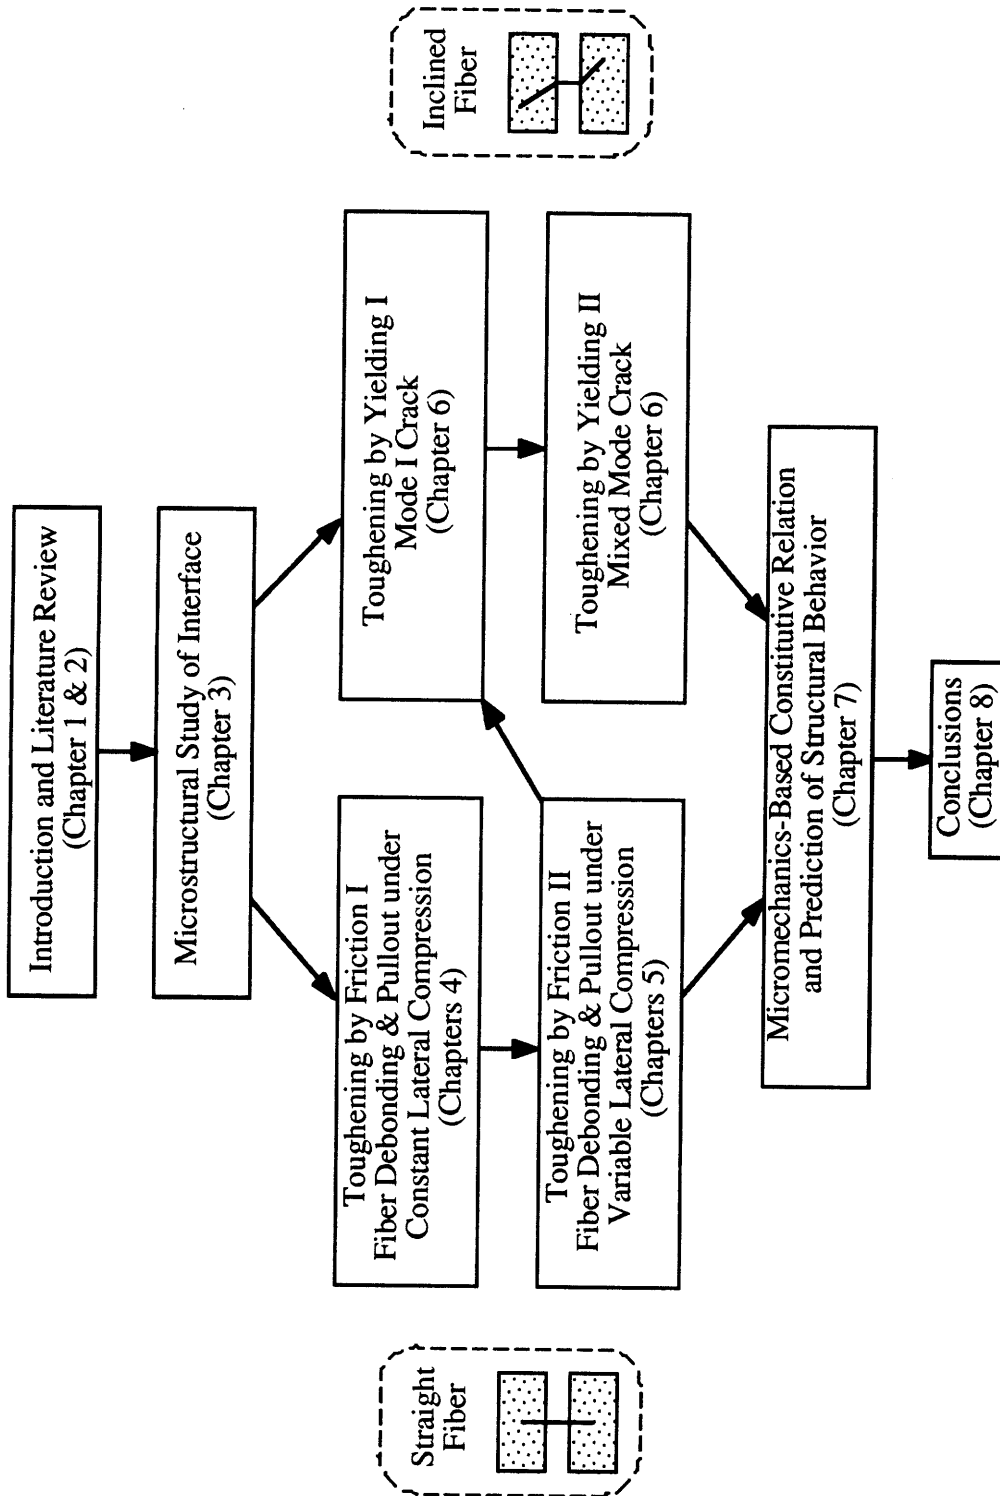 Introduction and Literature Review
(Chapter 1 & 2)
Microstructural Study of Interface
(Chapter 3)
Straight
Fiber
Toughening by Friction I
Fiber Debonding & Pullout under
Constant Lateral Compression
(Chapters 4)
Toughening by Yielding I
Mode I Crack
(Chapter 6)
Inclined
Fiber
Toughening by Friction II
Fiber Debonding & Pullout under
Variable Lateral Compression
(Chapters 5)
Toughening by Yielding II
Mixed Mode Crack
(Chapter 6)
Micromechanics-Based Constitutive Relation
and Prediction of Structural Behavior
(Chapter 7)
Conclusions
(Chapter 8)